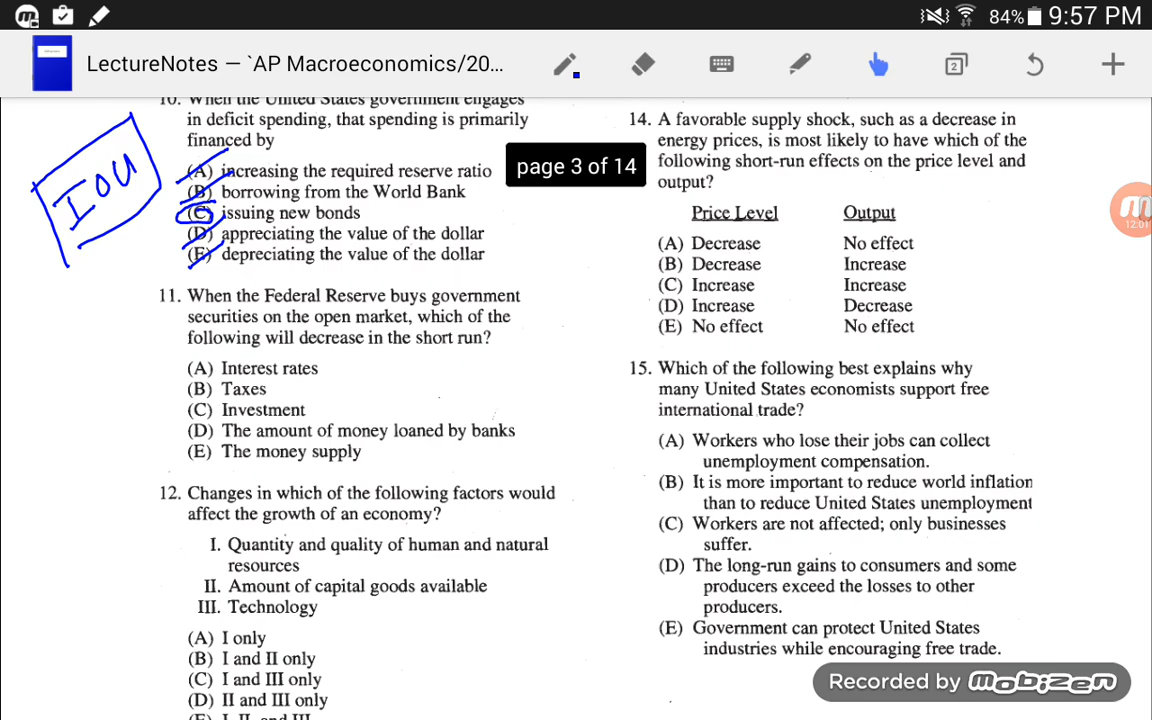 84% 9:57 PM
LectureNotes — `AP Macroeconomics/20...
2
10. When the United States government engages
in deficit spending, that spending is primarily
financed by
(A) increasing the required reserve ratio
(B) borrowing from the World Bank
(C) issuing new bonds
(D) appreciating the value of the dollar
(E) depreciating the value of the dollar
IOU
11. When the Federal Reserve buys government
securities on the open market, which of the
following will decrease in the short run?
(A) Interest rates
(B) Taxes
(C) Investment
(D) The amount of money loaned by banks
(E) The money supply
12. Changes in which of the following factors would
affect the growth of an economy?
I. Quantity and quality of human and natural
resources
II. Amount of capital goods available
III. Technology
(A) I only
(B) I and II only
(C) I and III only
(D) II and III only
(E) I, II, and III
page 3 of 14
14. A favorable supply shock, such as a decrease in
energy prices, is most likely to have which of the
following short-run effects on the price level and
output?
Price Level Output
(A) Decrease No effect
(B) Decrease Increase
(C) Increase Increase
(D) Increase Decrease
(E) No effect No effect
15. Which of the following best explains why
many United States economists support free
international trade?
(A) Workers who lose their jobs can collect
unemployment compensation.
(B) It is more important to reduce world inflation
than to reduce United States unemployment
(C) Workers are not affected; only businesses
suffer.
(D) The long-run gains to consumers and some
producers exceed the losses to other
producers.
(E) Government can protect United States
industries while encouraging free trade.
12:01
Recorded by mobizen